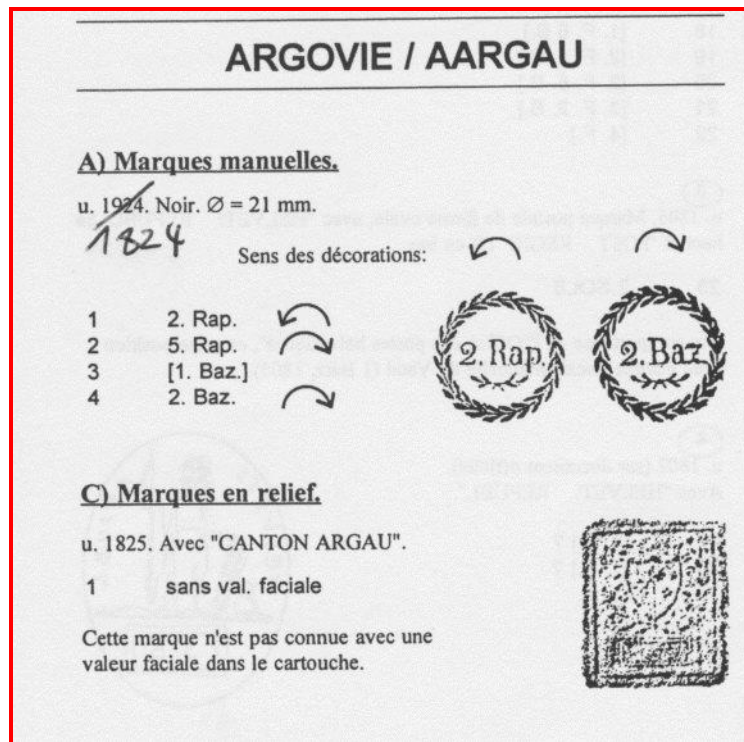 ARGOVIE / AARGAU
A) Marques manuelles.
u. 1924. Noir. Ø = 21 mm.
1824
Sens des décorations:
1 2. Rap.
2 5. Rap.
3 [1. Baz.]
4 2. Baz.
2.Rap.
2.Baz.
C) Marques en relief.
u. 1825. Avec "CANTON ARGAU".
1 sans val. faciale
Cette marque n'est pas connue avec une
valeur faciale dans le cartouche.